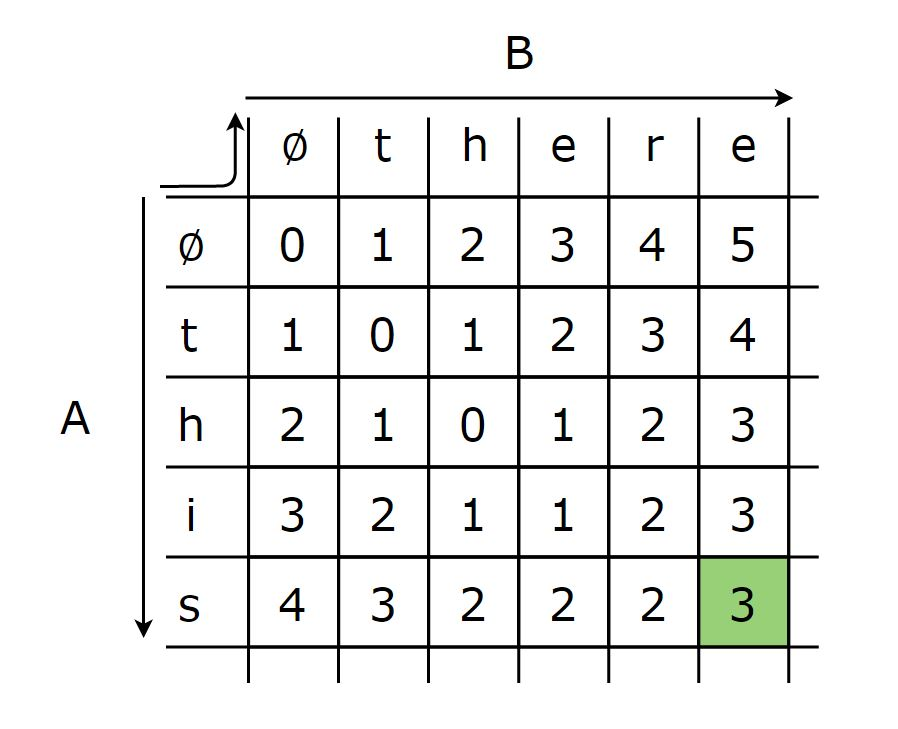 B
∅ t h e r e
∅ 0 1 2 3 4 5
t 1 0 1 2 3 4
A
h 2 1 0 1 2 3
i 3 2 1 1 2 3
s 4 3 2 2 2 3